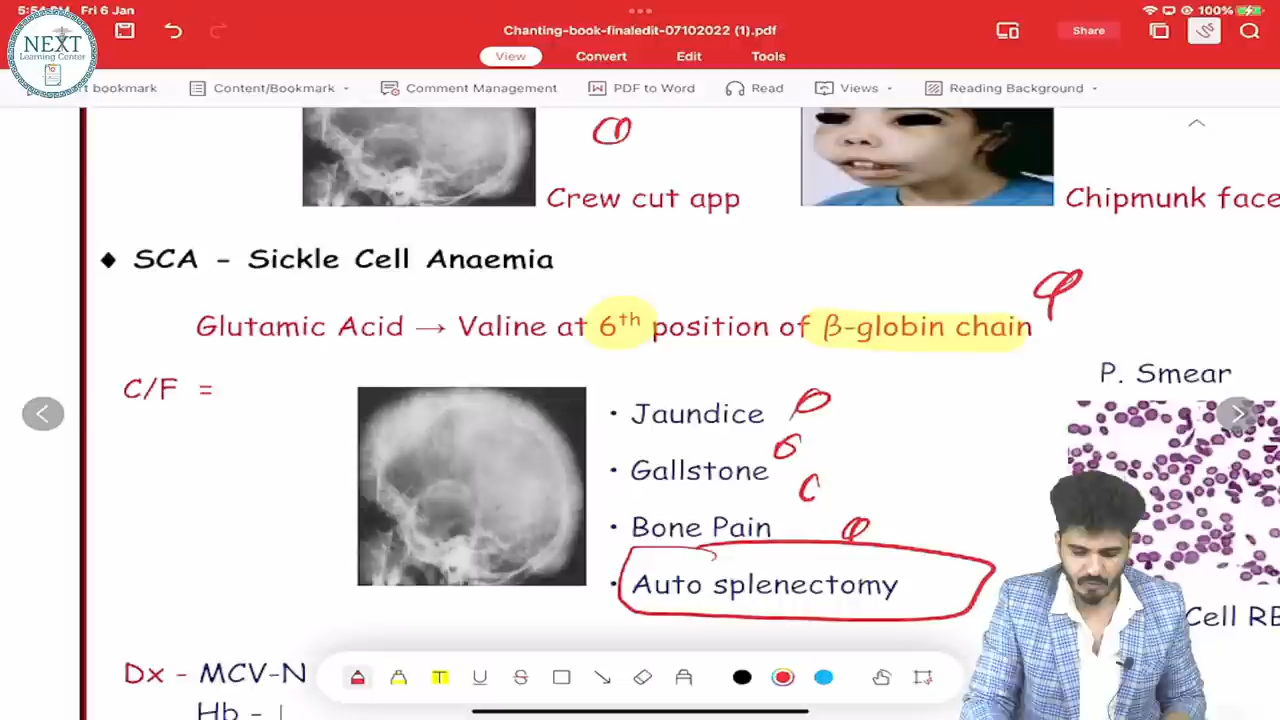 5:54 PM Fri 6 Jan
100%
NEXT
Learning Center
Chanting-book-finaledit-07102022 (1).pdf
Share
View Convert Edit Tools
bookmark Content/Bookmark Comment Management PDF to Word Read Views Reading Background
Crew cut app
Chipmunk face
◆ SCA - Sickle Cell Anaemia
Glutamic Acid → Valine at 6th position of β-globin chain
C/F =
P. Smear
· Jaundice
· Gallstone
· Bone Pain
· Auto splenectomy
Cell RB
Dx - MCV-N
Hb -